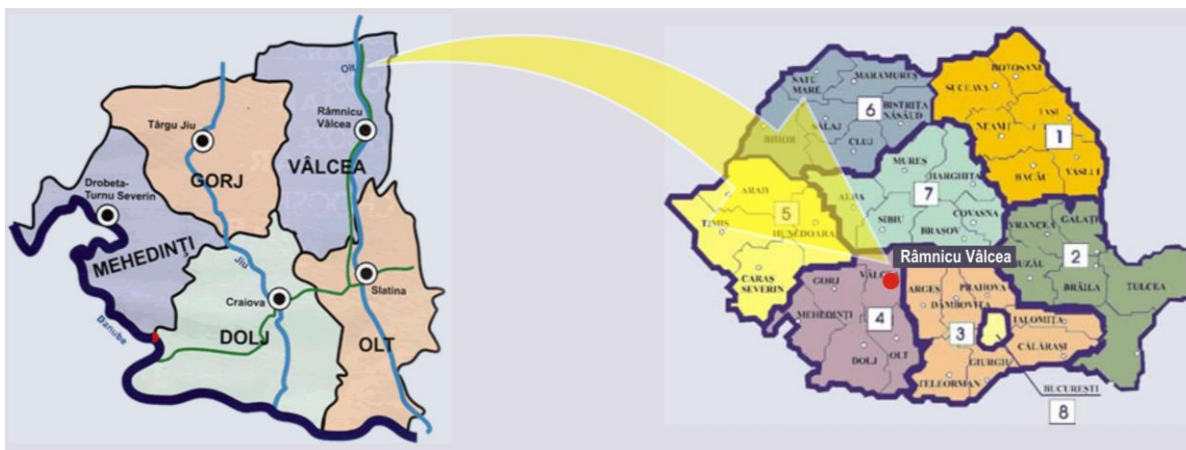 Olt
Râmnicu
Vâlcea
VÂLCEA
Târgu Jiu
GORJ
Drobeta-
Turnu Severin
MEHEDINȚI
Jiu
Craiova
Slatina
DOLJ
OLT
Danube
SATU
MARE
MARAMUREȘ
6
BISTRIȚA
NĂSĂUD
SĂLAJ
CLUJ
BIHOR
BOTOȘANI
SUCEAVA
IAȘI
NEAMȚ
1
BACĂU
VASLUI
MUREȘ
HARGHITA
7
ALBA
SIBIU
COVASNA
BRAȘOV
ARAD
TIMIȘ
5
HUNEDOARA
CARAȘ
SEVERIN
VRANCEA
GALAȚI
2
BUZĂU
BRĂILA
TULCEA
Râmnicu Vâlcea
GORJ
VÂLCEA
MEHEDINȚI
4
DOLJ
OLT
ARGEȘ
PRAHOVA
DÂMBOVIȚA
3
IALOMIȚA
CĂLĂRAȘI
GIURGIU
TELEORMAN
BUCUREȘTI
8